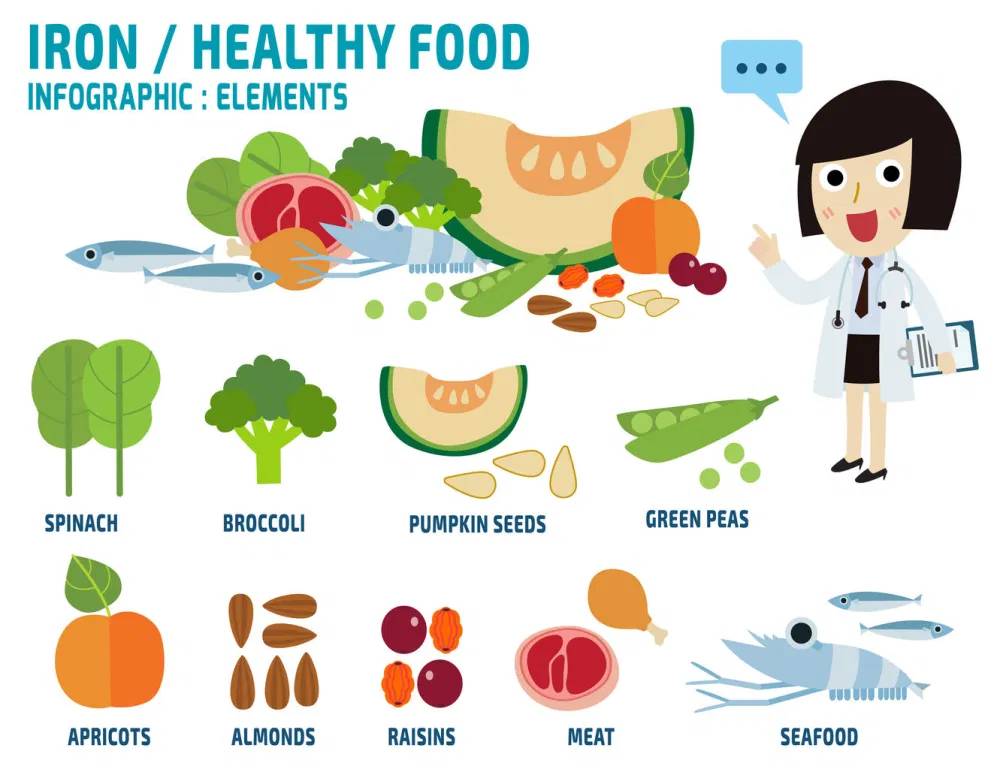 IRON / HEALTHY FOOD
INFOGRAPHIC : ELEMENTS
SPINACH
BROCCOLI
PUMPKIN SEEDS
GREEN PEAS
APRICOTS
ALMONDS
RAISINS
MEAT
SEAFOOD